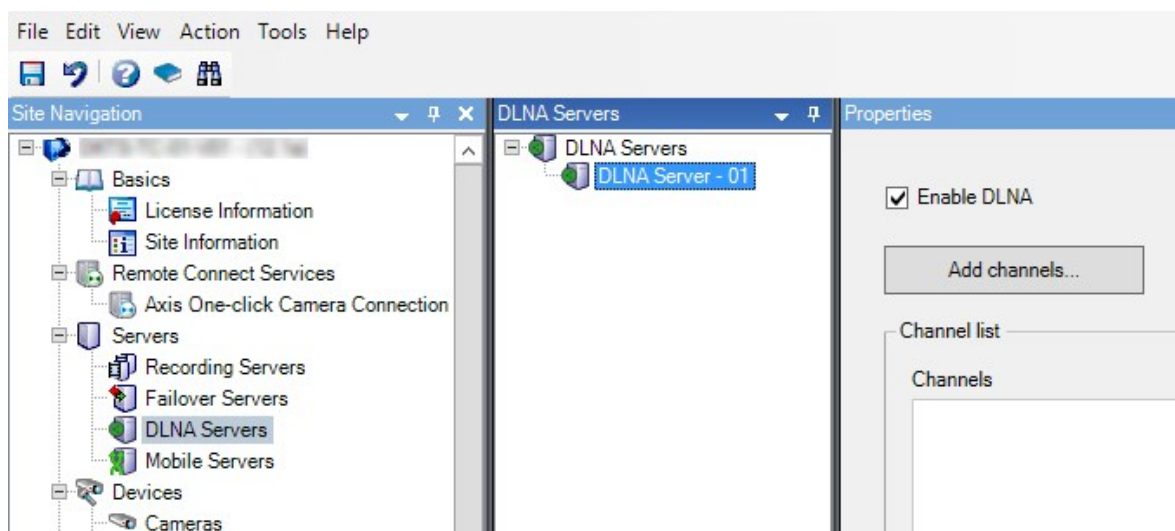 File Edit View Action Tools Help
Site Navigation
Basics
License Information
Site Information
Remote Connect Services
Axis One-click Camera Connection
Servers
Recording Servers
Failover Servers
DLNA Servers
Mobile Servers
Devices
Cameras
DLNA Servers
DLNA Servers
DLNA Server - 01
Properties
Enable DLNA
Add channels...
Channel list
Channels